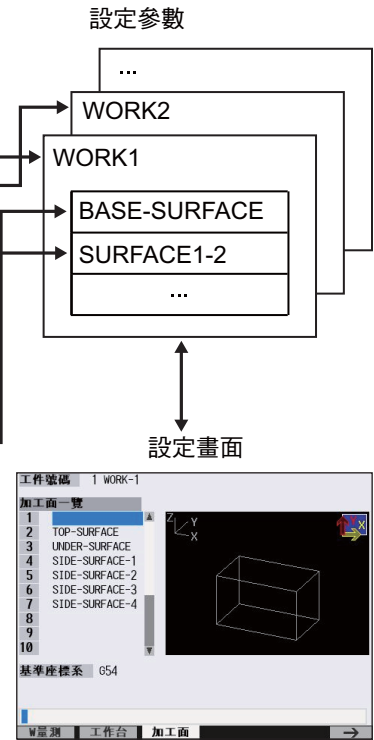 設定參數
...
WORK2
WORK1
BASE-SURFACE
SURFACE1-2
...
設定畫面
工件號碼 1 WORK-1
加工面一覽
1
2 TOP-SURFACE
3 UNDER-SURFACE
4 SIDE-SURFACE-1
5 SIDE-SURFACE-2
6 SIDE-SURFACE-3
7 SIDE-SURFACE-4
8
9
10
Z
Y
X
X
基準座標系 G54
W量測 工作台 加工面